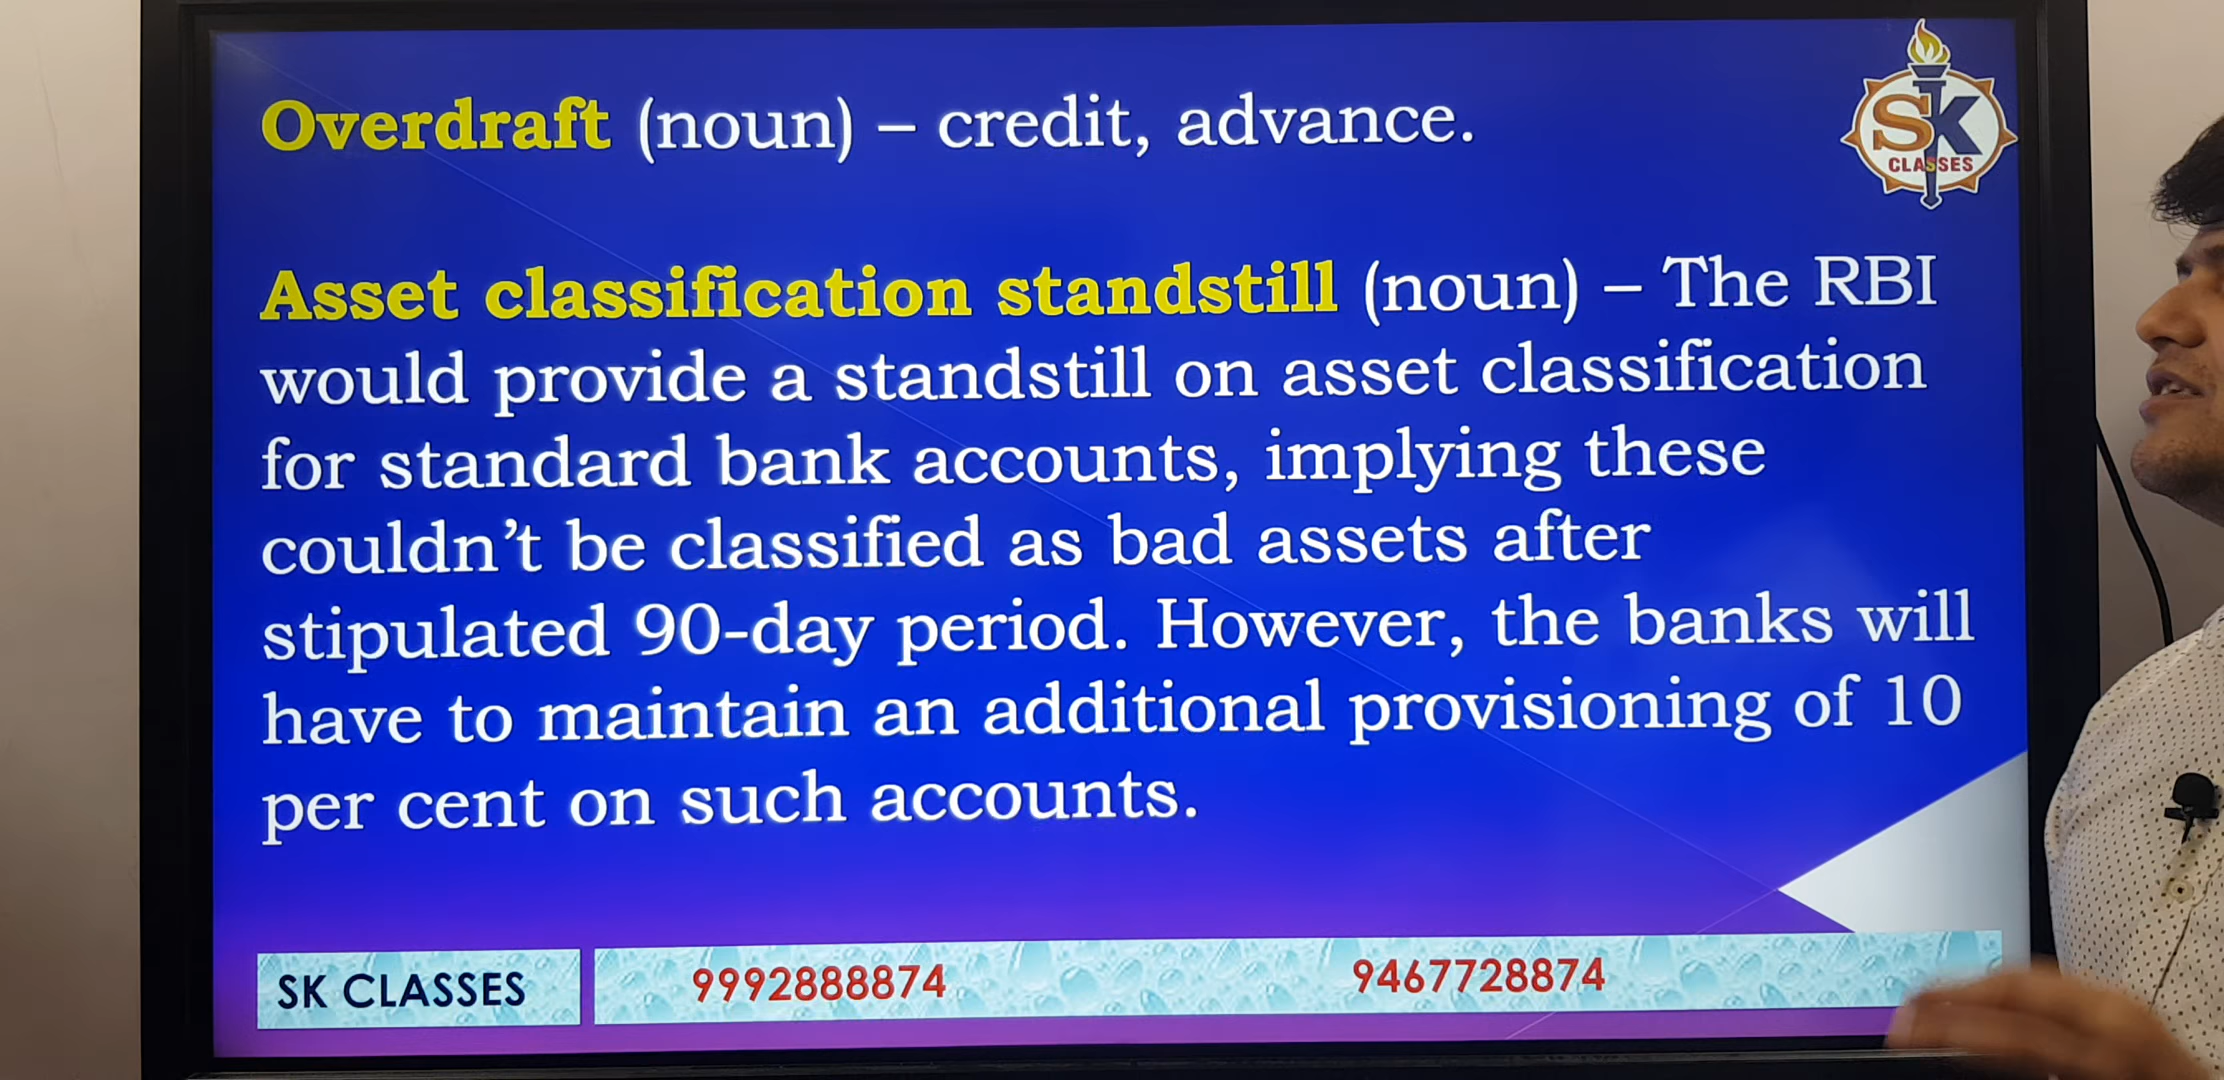 Overdraft (noun) – credit, advance.
SK
CLASSES
Asset classification standstill (noun) – The RBI
would provide a standstill on asset classification
for standard bank accounts, implying these
couldn’t be classified as bad assets after
stipulated 90-day period. However, the banks will
have to maintain an additional provisioning of 10
per cent on such accounts.
SK CLASSES 9992888874 9467728874